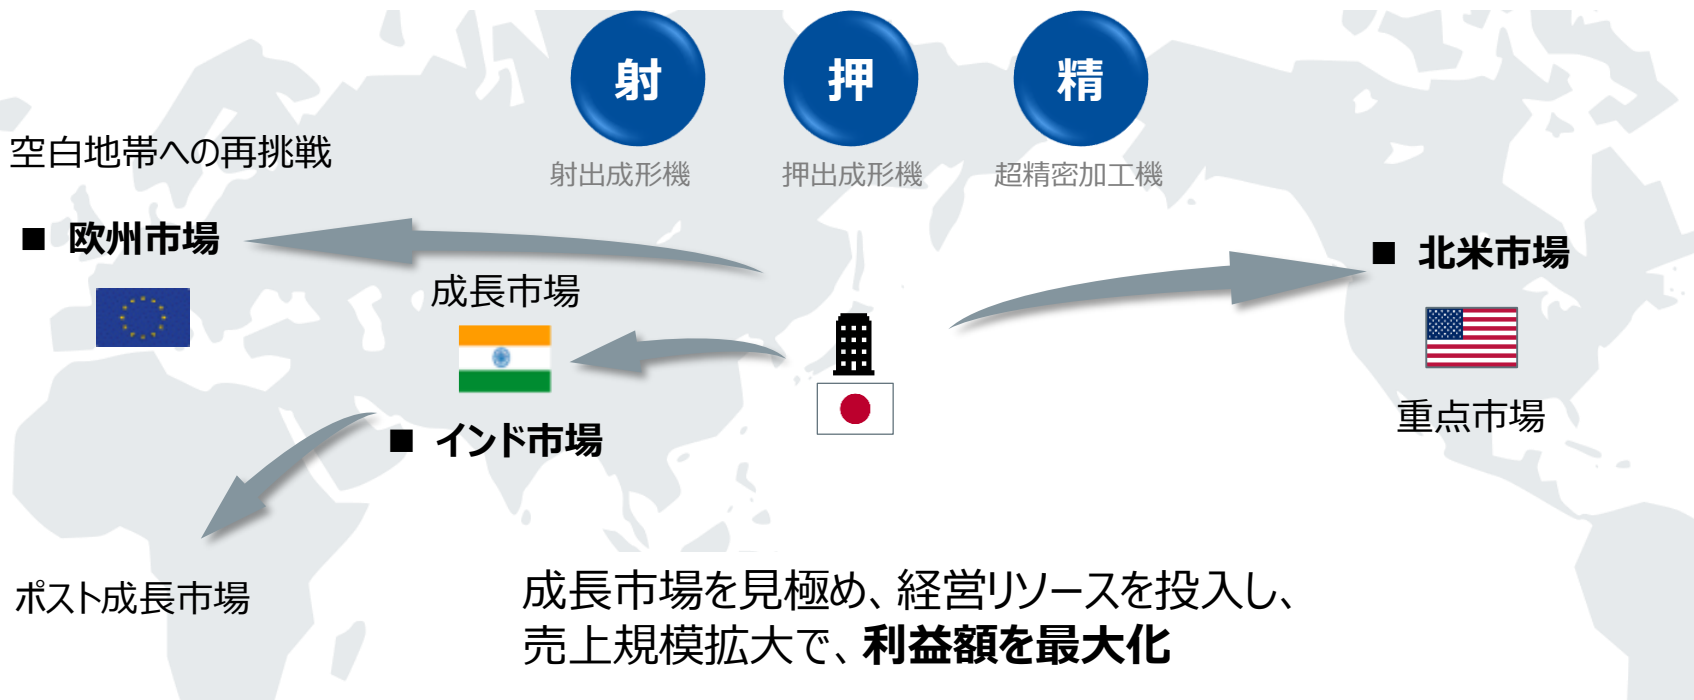 射
押
精
射出成形機
押出成形機
超精密加工機
空白地帯への再挑戦
■ 欧州市場
成長市場
■ インド市場
■ 北米市場
重点市場
ポスト成長市場
成長市場を見極め、経営リソースを投入し、
売上規模拡大で、利益額を最大化